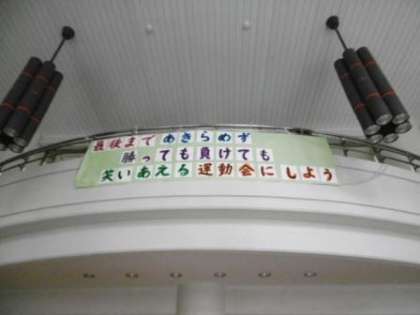 最後まであきらめず
勝っても負けても
笑いあえる運動会にしよう